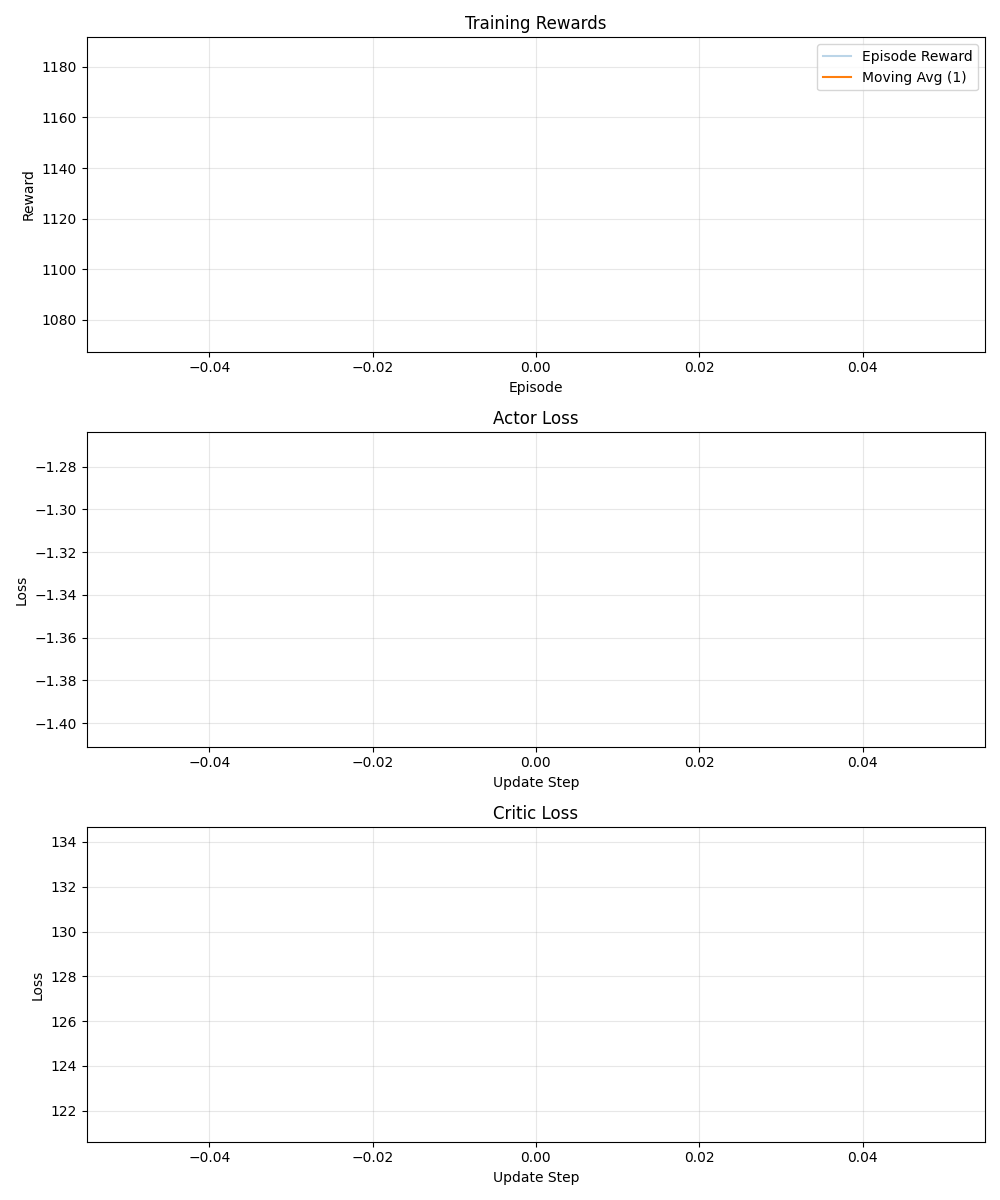 Training Rewards
Episode Reward
Moving Avg (1)
1180
1160
1140
1120
1100
1080
Reward
−0.04 −0.02 0.00 0.02 0.04
Episode
Actor Loss
−1.28
−1.30
−1.32
−1.34
−1.36
−1.38
−1.40
Loss
−0.04 −0.02 0.00 0.02 0.04
Update Step
Critic Loss
134
132
130
128
126
124
122
Loss
−0.04 −0.02 0.00 0.02 0.04
Update Step